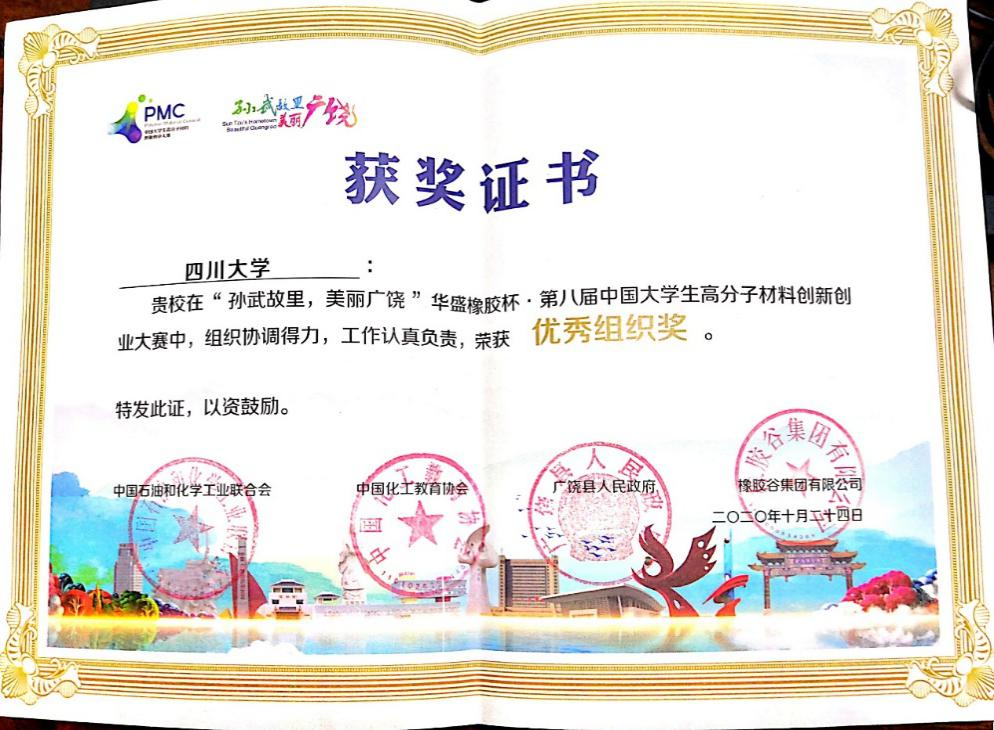 PMC
孙武故里
美丽广饶
Sun Tzu's Hometown
Beautiful Guangrao
获奖证书
四川大学：
贵校在“孙武故里，美丽广饶”华盛橡胶杯·第八届中国大学生高分子材料创新创
业大赛中，组织协调得力，工作认真负责，荣获 优秀组织奖 。
特发此证，以资鼓励。
中国石油和化学工业联合会 中国化工教育协会 广饶县人民政府 橡胶谷集团有限公司
二〇二〇年十月二十四日